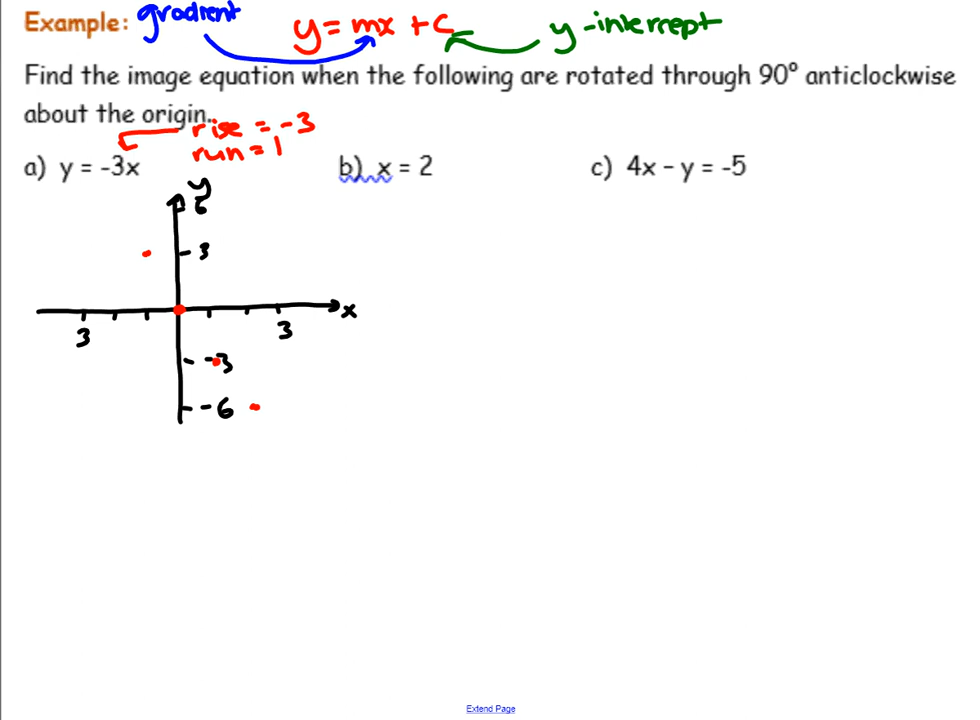 Example: gradient y = mx + c y-interrept
Find the image equation when the following are rotated through 90° anticlockwise
about the origin. rise = -3
run = 1
a) y = -3x b) x = 2 c) 4x - y = -5
y
6
3
x
3 3
-3
-6
Extend Page